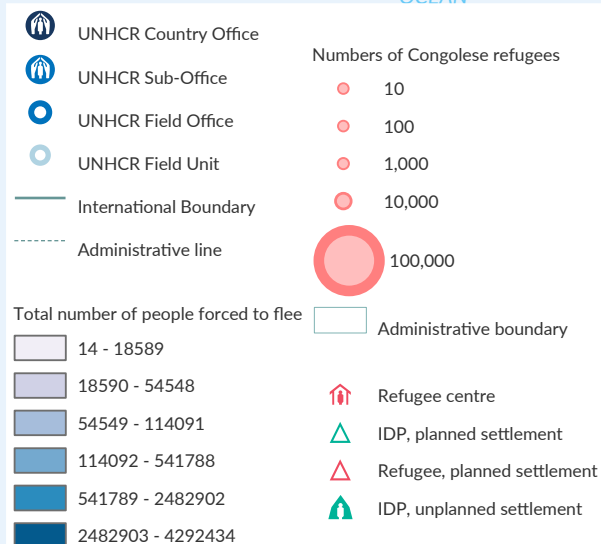 OCEAN
UNHCR Country Office
UNHCR Sub-Office
UNHCR Field Office
UNHCR Field Unit
International Boundary
Administrative line
Numbers of Congolese refugees
10
100
1,000
10,000
100,000
Administrative boundary
Total number of people forced to flee
14 - 18589
18590 - 54548
54549 - 114091
114092 - 541788
541789 - 2482902
2482903 - 4292434
Refugee centre
IDP, planned settlement
Refugee, planned settlement
IDP, unplanned settlement